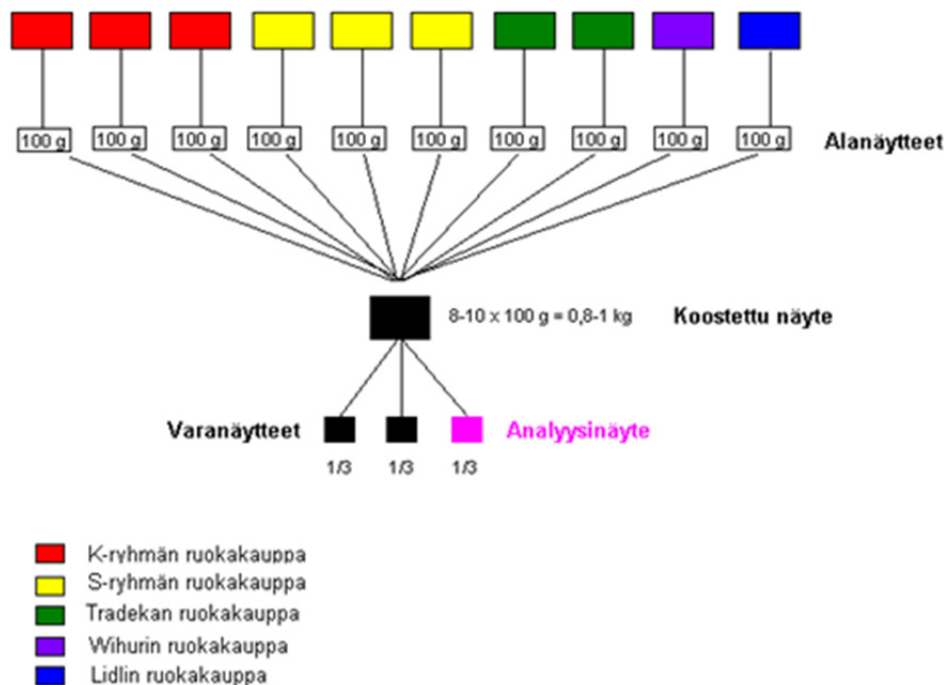 100 g 100 g 100 g 100 g 100 g 100 g 100 g 100 g 100 g 100 g Alanäytteet
8-10 x 100 g = 0,8-1 kg Koostettu näyte
Varanäytteet Analyysinäyte
1/3 1/3 1/3
K-ryhmän ruokakauppa
S-ryhmän ruokakauppa
Tradekan ruokakauppa
Wihurin ruokakauppa
Lidlin ruokakauppa